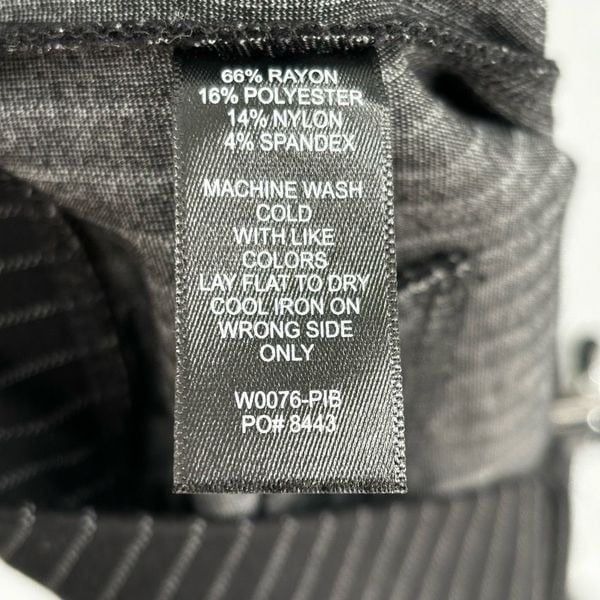 66% RAYON
16% POLYESTER
14% NYLON
4% SPANDEX
MACHINE WASH
COLD
WITH LIKE
COLORS
LAY FLAT TO DRY
COOL IRON ON
WRONG SIDE
ONLY
W0076-PIB
PO# 8443